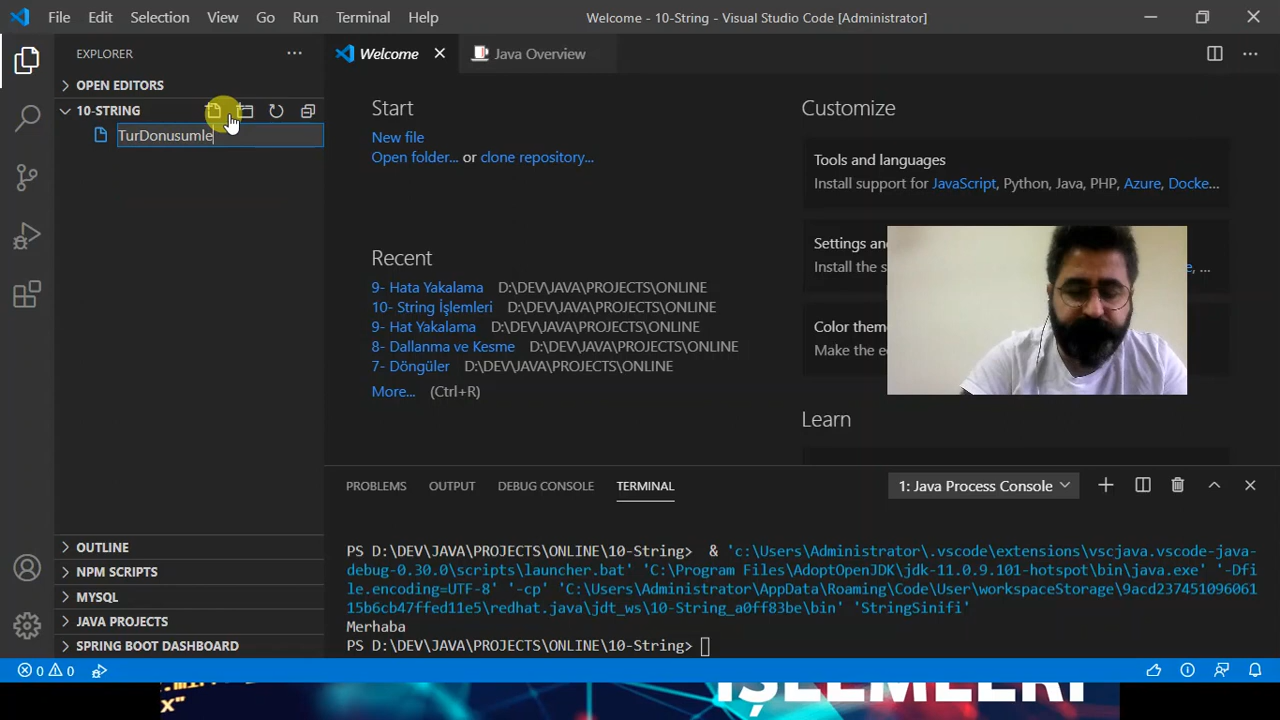 File Edit Selection View Go Run Terminal Help
Welcome - 10-String - Visual Studio Code [Administrator]
EXPLORER
OPEN EDITORS
10-STRING
TurDonusumle
OUTLINE
NPM SCRIPTS
MYSQL
JAVA PROJECTS
SPRING BOOT DASHBOARD
Welcome
Java Overview
Start
New file
Open folder... or clone repository...
Recent
9- Hata Yakalama D:\DEV\JAVA\PROJECTS\ONLINE
10- String İşlemleri D:\DEV\JAVA\PROJECTS\ONLINE
9- Hat Yakalama D:\DEV\JAVA\PROJECTS\ONLINE
8- Dallanma ve Kesme D:\DEV\JAVA\PROJECTS\ONLINE
7- Döngüler D:\DEV\JAVA\PROJECTS\ONLINE
More... (Ctrl+R)
Customize
Tools and languages
Install support for JavaScript, Python, Java, PHP, Azure, Docke...
Settings an
Install the s
...
Color them
Make the e
Learn
PROBLEMS OUTPUT DEBUG CONSOLE TERMINAL
1: Java Process Console
PS D:\DEV\JAVA\PROJECTS\ONLINE\10-String> & 'c:\Users\Administrator\.vscode\extensions\vscjava.vscode-java-
debug-0.30.0\scripts\launcher.bat' 'C:\Program Files\AdoptOpenJDK\jdk-11.0.9.101-hotspot\bin\java.exe' '-Dfi
le.encoding=UTF-8' '-cp' 'C:\Users\Administrator\AppData\Roaming\Code\User\workspaceStorage\9acd237451096061
15b6cb47ffed11e5\redhat.java\jdt_ws\10-String_a0ff83be\bin' 'StringSinifi'
Merhaba
PS D:\DEV\JAVA\PROJECTS\ONLINE\10-String>
0 0
İŞLEMLERİ